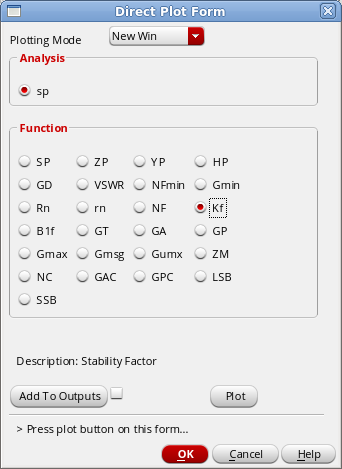 Direct Plot Form
Plotting Mode New Win
Analysis
sp
Function
SP ZP YP HP
GD VSWR NFmin Gmin
Rn rn NF Kf
B1f GT GA GP
Gmax Gmsg Gumx ZM
NC GAC GPC LSB
SSB
Description: Stability Factor
Add To Outputs Plot
> Press plot button on this form...
OK Cancel Help